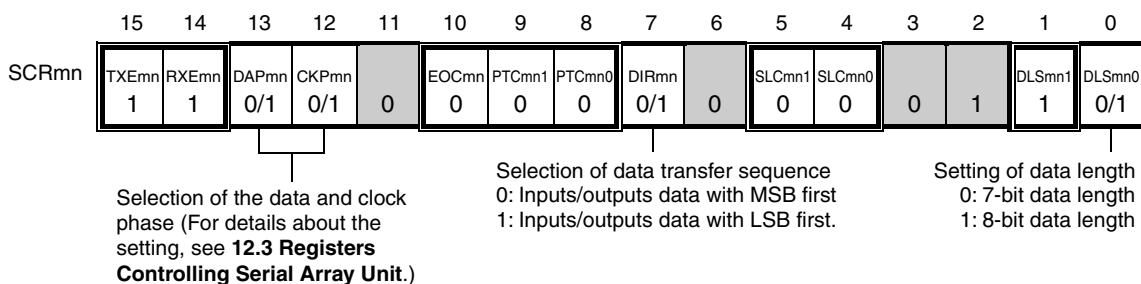 15 14 13 12 11 10 9 8 7 6 5 4 3 2 1 0
SCRmn TXEmn RXEmn DAPmn CKPmn EOCmn PTCmn1 PTCmn0 DIRmn SLCmn1 SLCmn0 DLSmn1 DLSmn0
1 1 0/1 0/1 0 0 0 0 0/1 0 0 0 0 1 1 0/1
Selection of the data and clock
phase (For details about the
setting, see 12.3 Registers
Controlling Serial Array Unit.)
Selection of data transfer sequence
0: Inputs/outputs data with MSB first
1: Inputs/outputs data with LSB first.
Setting of data length
0: 7-bit data length
1: 8-bit data length